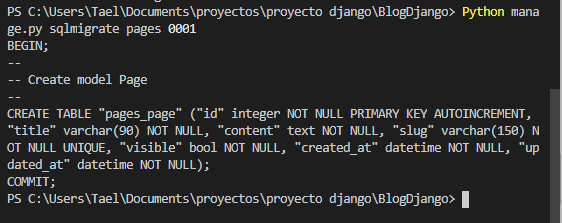 PS C:\Users\Tael\Documents\proyectos\proyecto django\BlogDjango> Python mana
ge.py sqlmigrate pages 0001
BEGIN;
--
-- Create model Page
--
CREATE TABLE "pages_page" ("id" integer NOT NULL PRIMARY KEY AUTOINCREMENT,
"title" varchar(90) NOT NULL, "content" text NOT NULL, "slug" varchar(150) N
OT NULL UNIQUE, "visible" bool NOT NULL, "created_at" datetime NOT NULL, "up
dated_at" datetime NOT NULL);
COMMIT;
PS C:\Users\Tael\Documents\proyectos\proyecto django\BlogDjango>